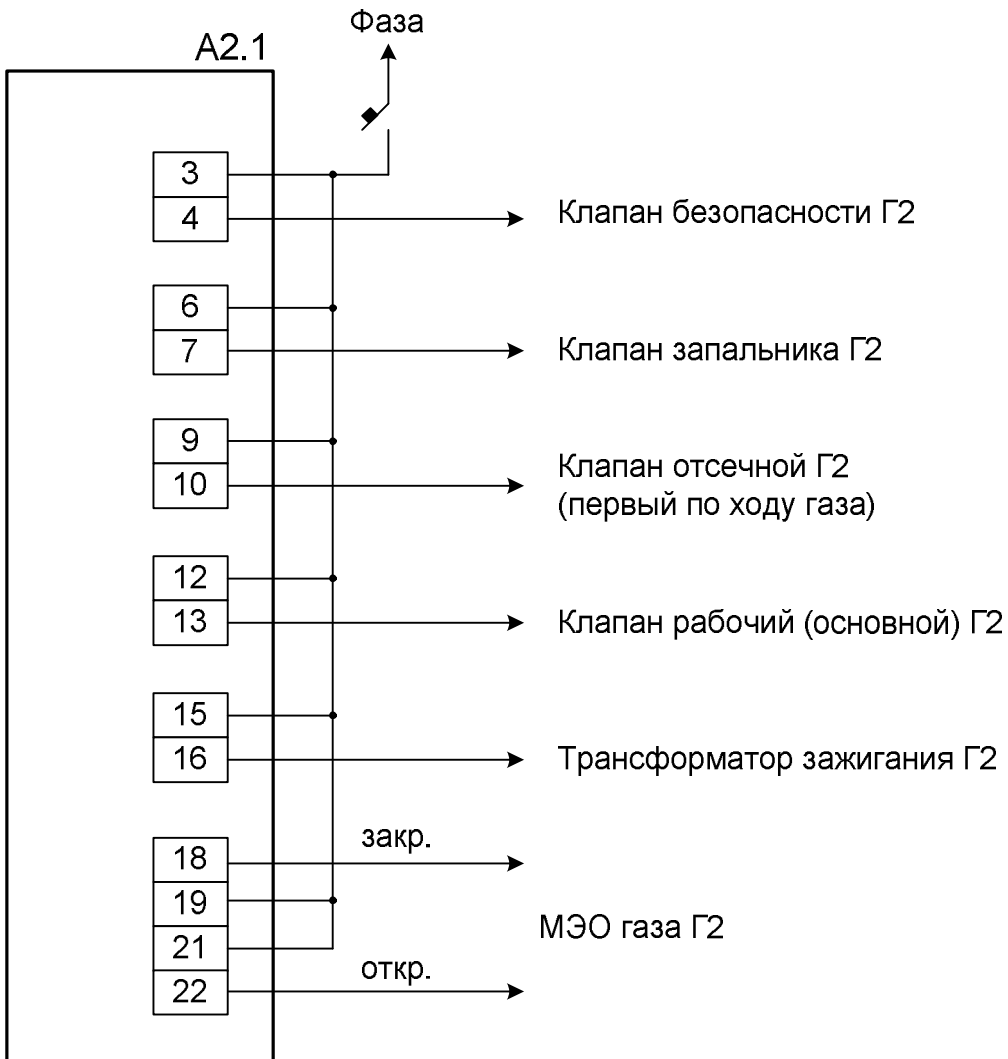 Фаза
А2.1
3
4
Клапан безопасности Г2
6
7
Клапан запальника Г2
9
10
Клапан отсечной Г2
(первый по ходу газа)
12
13
Клапан рабочий (основной) Г2
15
16
Трансформатор зажигания Г2
закр.
18
19
МЭО газа Г2
21
откр.
22